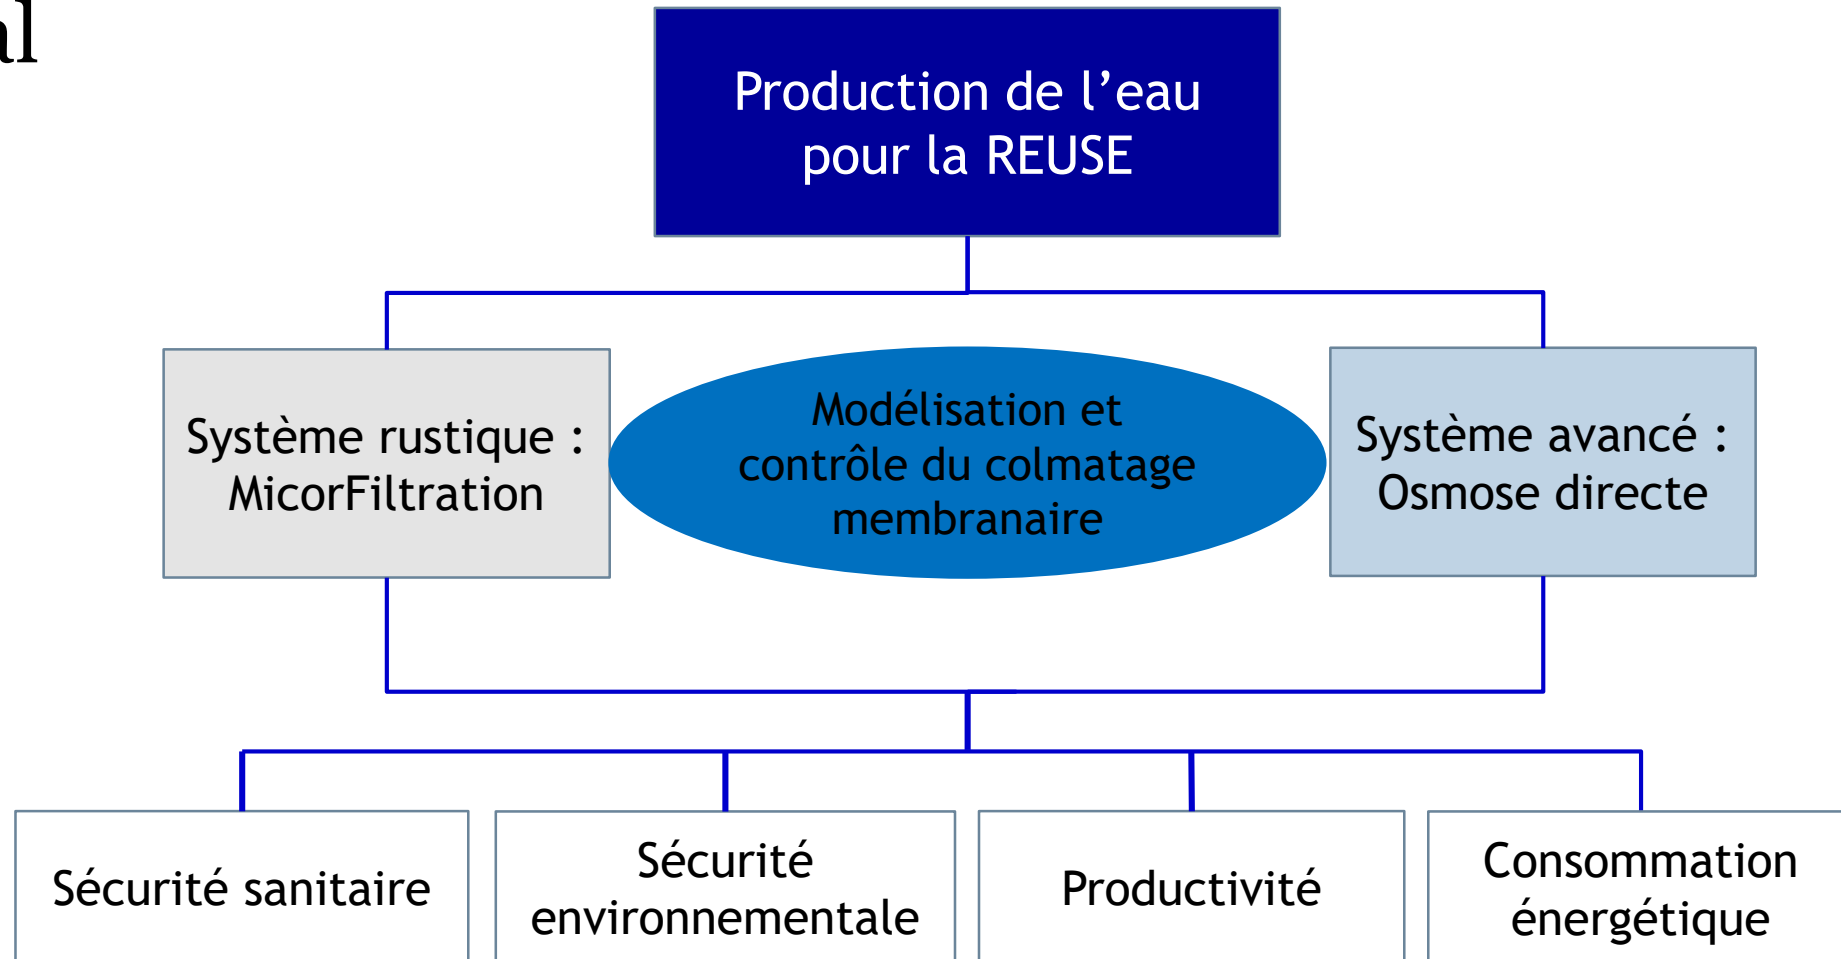 al
Production de l’eau
pour la REUSE
Système rustique :
MicorFiltration
Modélisation et
contrôle du colmatage
membranaire
Système avancé :
Osmose directe
Sécurité sanitaire
Sécurité
environnementale
Productivité
Consommation
énergétique